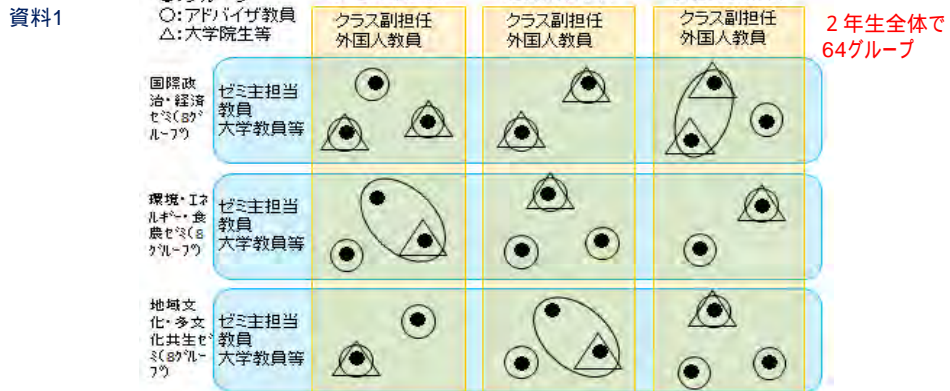 資料1
○:アドバイザ教員
△:大学院生等
クラス副担任
外国人教員
クラス副担任
外国人教員
クラス副担任
外国人教員
2年生全体で
64グループ
国際政
治・経済
ゼミ(8グ
ループ)
ゼミ主担当
教員
大学教員等
環境・エネ
ルギー・食
農ゼミ(8
グループ)
ゼミ主担当
教員
大学教員等
地域文
化・多文
化共生ゼ
ミ(8グルー
プ)
ゼミ主担当
教員
大学教員等